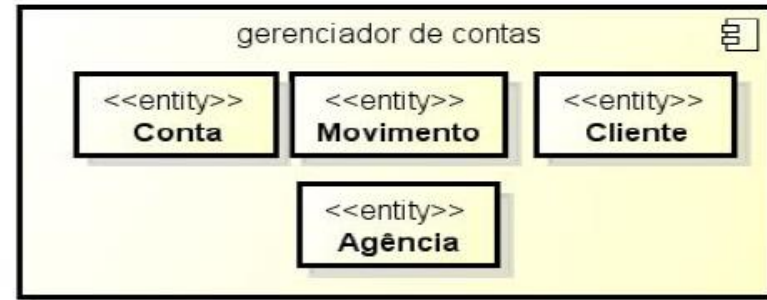 gerenciador de contas
<<entity>>
Conta
<<entity>>
Movimento
<<entity>>
Cliente
<<entity>>
Agência